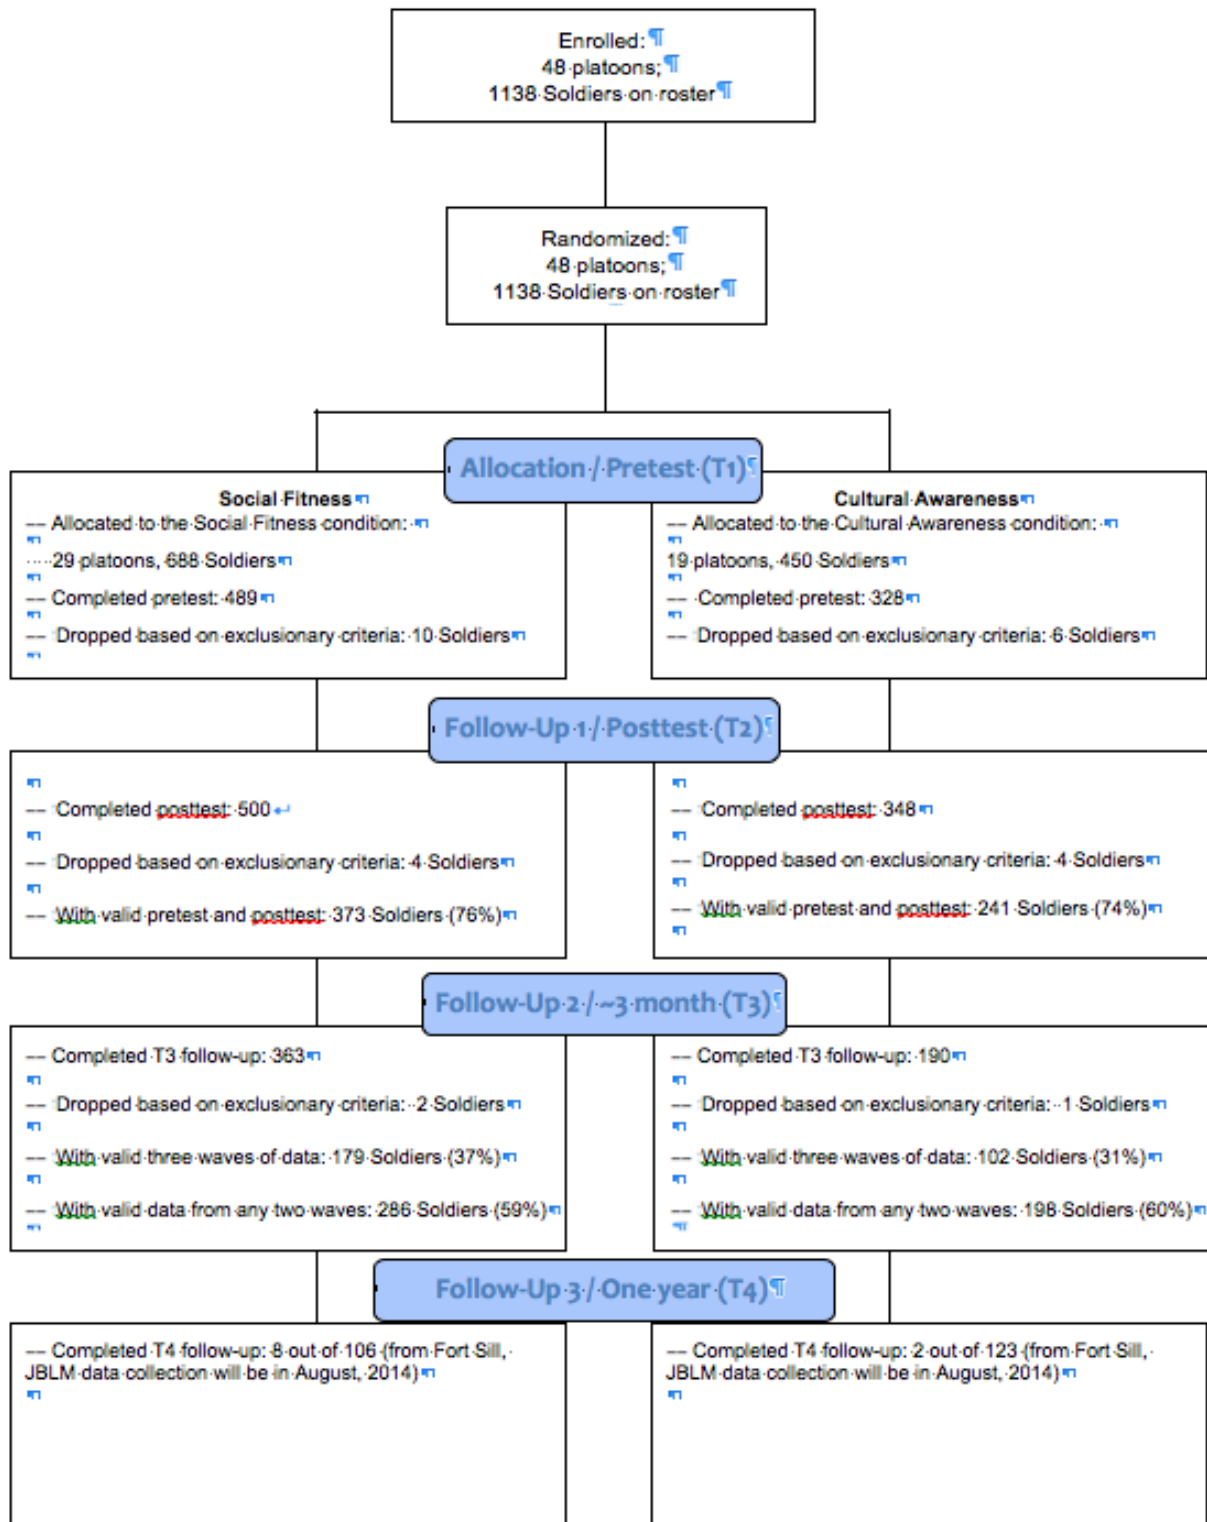 Enrolled:
48 platoons;
1138 Soldiers on roster
Randomized:
48 platoons;
1138 Soldiers on roster
Allocation / Pretest (T1)
Social Fitness
-- Allocated to the Social Fitness condition:
29 platoons, 688 Soldiers
-- Completed pretest: 489
-- Dropped based on exclusionary criteria: 10 Soldiers
Cultural Awareness
-- Allocated to the Cultural Awareness condition:
19 platoons, 450 Soldiers
-- Completed pretest: 328
-- Dropped based on exclusionary criteria: 6 Soldiers
Follow-Up 1 / Posttest (T2)
-- Completed posttest: 500
-- Dropped based on exclusionary criteria: 4 Soldiers
-- With valid pretest and posttest: 373 Soldiers (76%)
-- Completed posttest: 348
-- Dropped based on exclusionary criteria: 4 Soldiers
-- With valid pretest and posttest: 241 Soldiers (74%)
Follow-Up 2 / ~3 month (T3)
-- Completed T3 follow-up: 363
-- Dropped based on exclusionary criteria: 2 Soldiers
-- With valid three waves of data: 179 Soldiers (37%)
-- With valid data from any two waves: 286 Soldiers (59%)
-- Completed T3 follow-up: 190
-- Dropped based on exclusionary criteria: 1 Soldiers
-- With valid three waves of data: 102 Soldiers (31%)
-- With valid data from any two waves: 198 Soldiers (60%)
Follow-Up 3 / One year (T4)
-- Completed T4 follow-up: 8 out of 106 (from Fort Sill,
JBLM data collection will be in August, 2014)
-- Completed T4 follow-up: 2 out of 123 (from Fort Sill,
JBLM data collection will be in August, 2014)